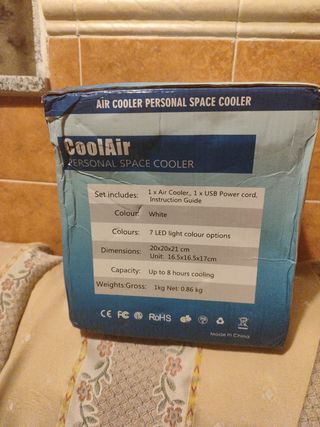 AIR COOLER PERSONAL SPACE COOLER
CoolAir
PERSONAL SPACE COOLER
Set includes: 1 x Air Cooler,, 1 x USB Power cord,
Instruction Guide
Colour: White
Colours: 7 LED light colour options
Dimensions: 20x20x21 cm
Unit: 16.5x16.5x17cm
Capacity: Up to 8 hours cooling
Weights:Gross: 1kg Net: 0.86 kg
CE FC RoHS
Made in China